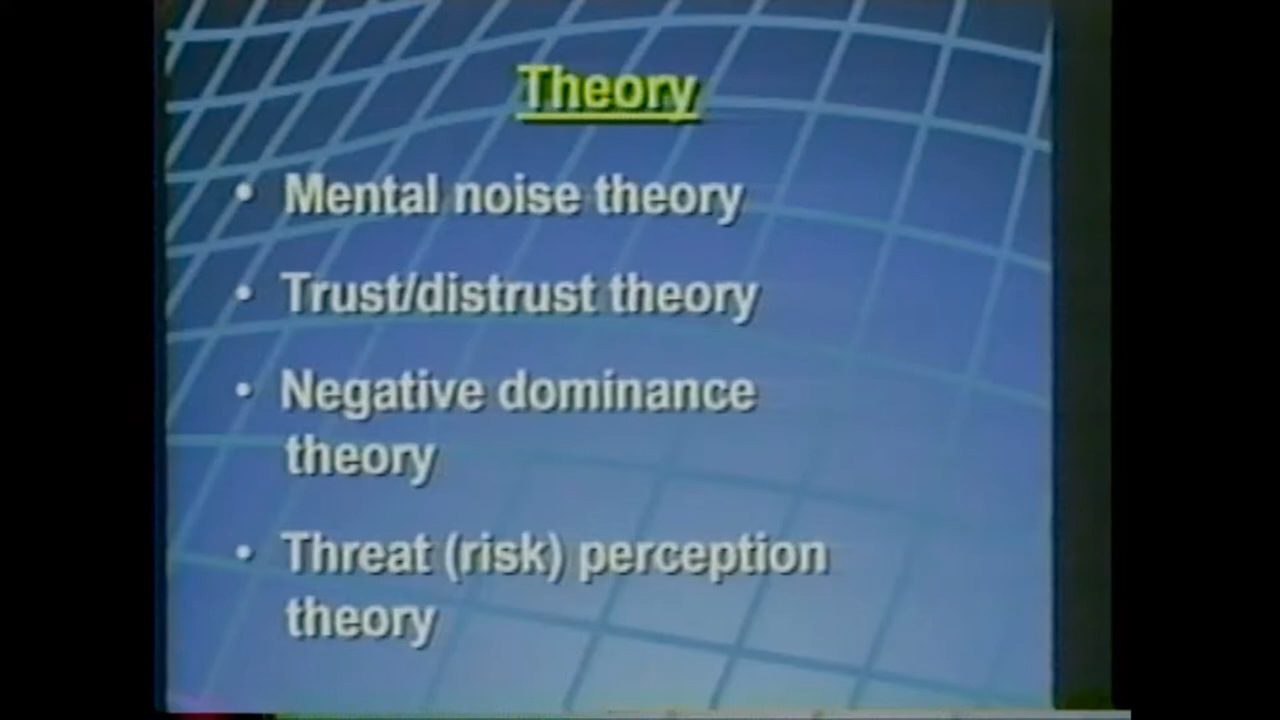 Theory
• Mental noise theory
• Trust/distrust theory
• Negative dominance
theory
• Threat (risk) perception
theory